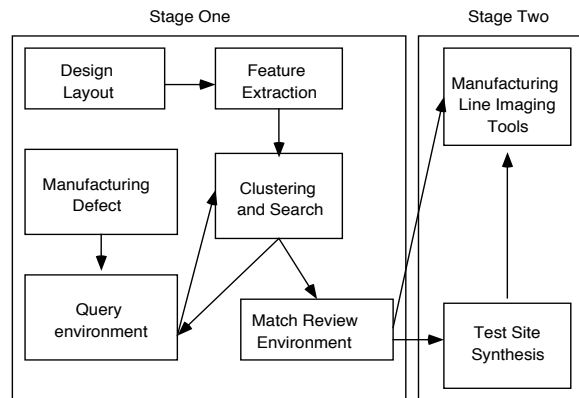 Stage One
Stage Two
Design
Layout
Feature
Extraction
Manufacturing
Line Imaging
Tools
Manufacturing
Defect
Clustering
and Search
Query
environment
Match Review
Environment
Test Site
Synthesis